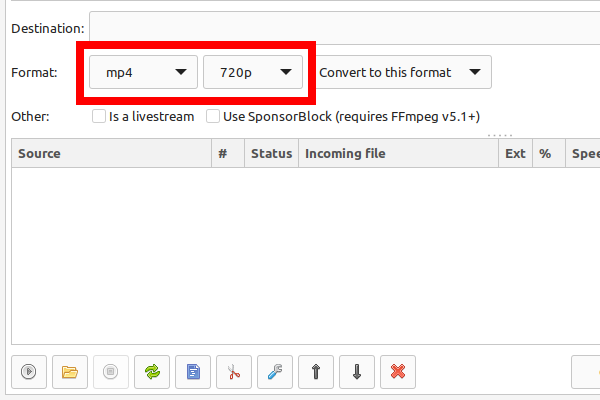 Destination:
Format: mp4 720p Convert to this format
Other: Is a livestream Use SponsorBlock (requires FFmpeg v5.1+)
Source # Status Incoming file Ext %